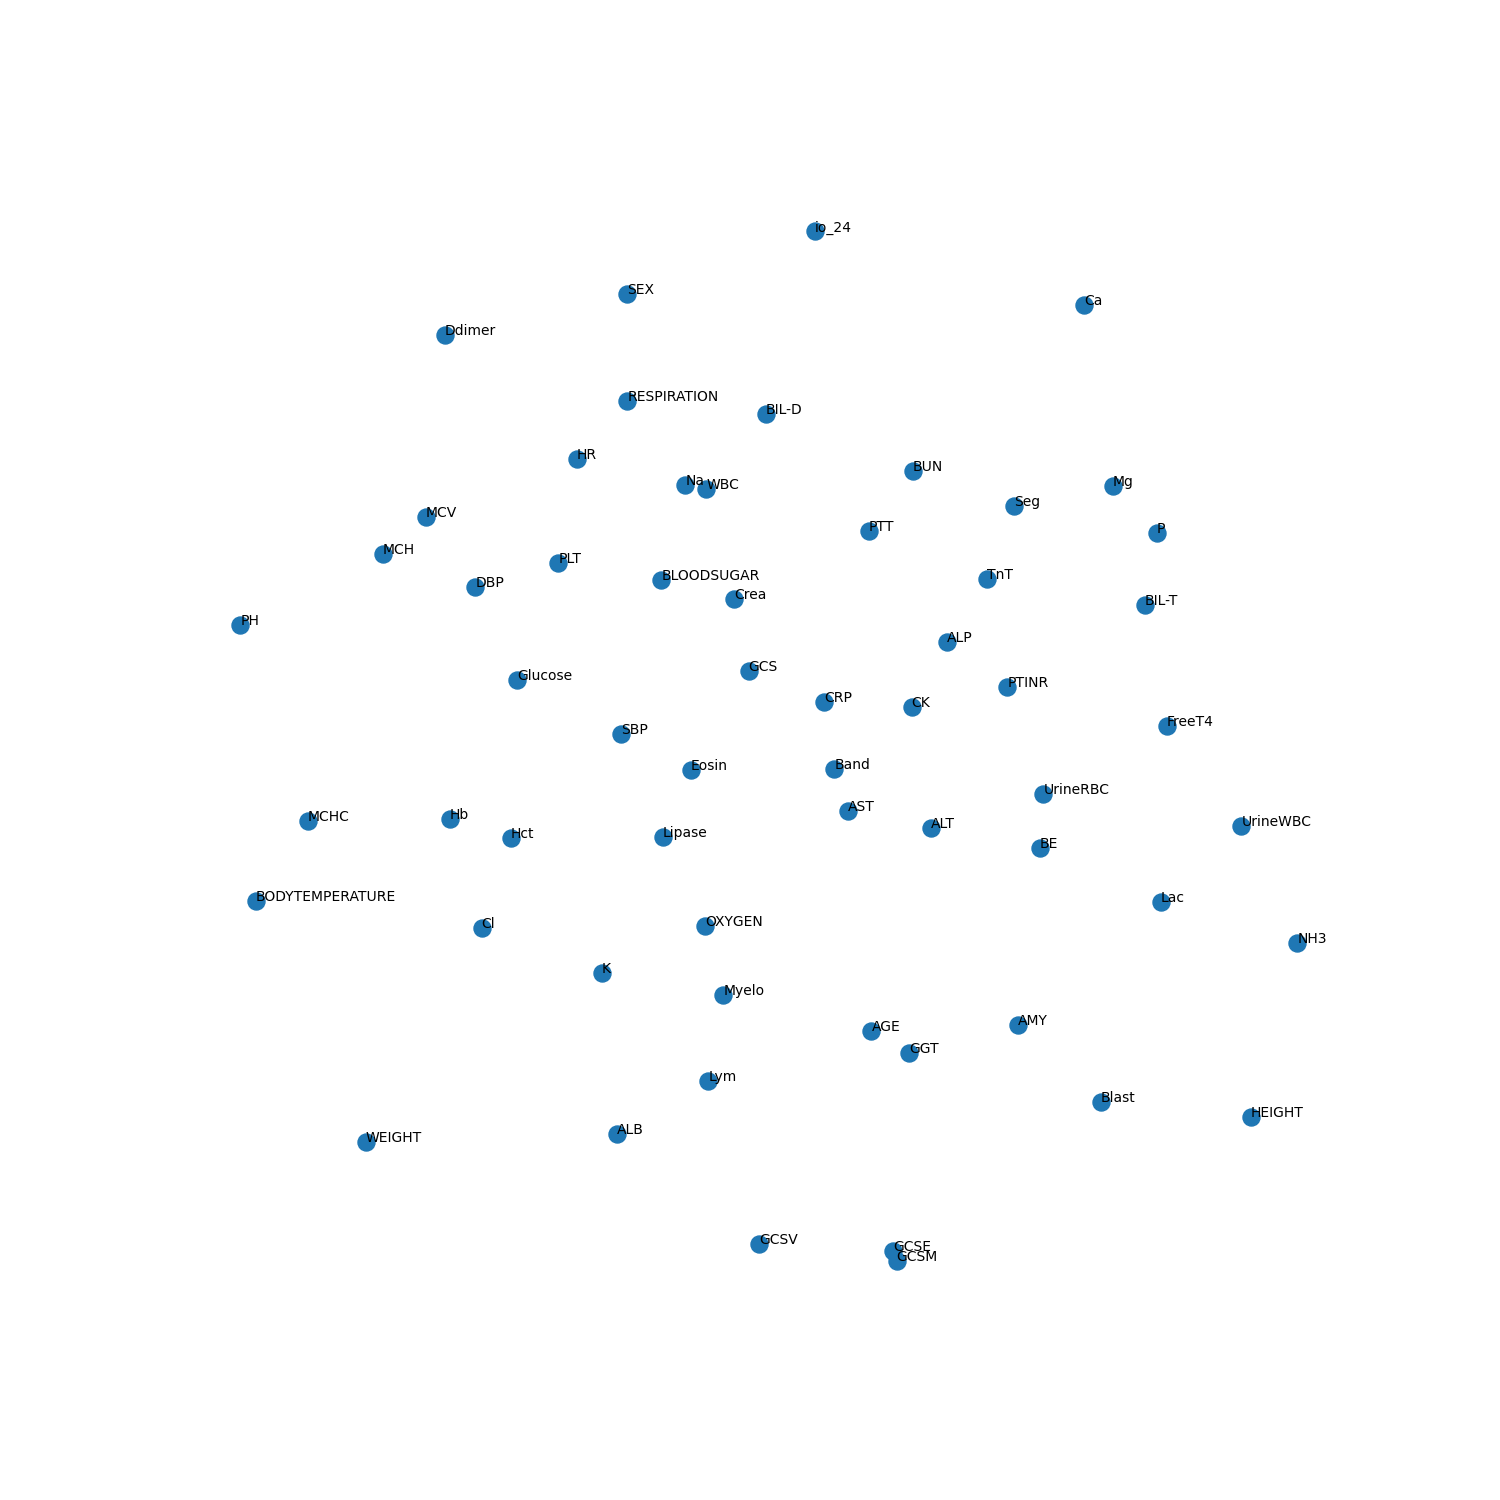 io_24
SEX
Ca
Ddimer
RESPIRATION
BIL-D
HR
BUN
Na
WBC
Mg
Seg
MCV
PTT
P
MCH
PLT
BLOODSUGAR
TnT
DBP
Crea
BIL-T
PH
ALP
GCS
Glucose
PTINR
CRP
CK
FreeT4
SBP
Eosin
Band
UrineRBC
AST
MCHC
Hb
UrineWBC
ALT
Hct
Lipase
BE
BODYTEMPERATURE
Lac
OXYGEN
Cl
NH3
K
Myelo
AMY
AGE
GGT
Lym
Blast
HEIGHT
ALB
WEIGHT
GCSV
GCSE
GCSM